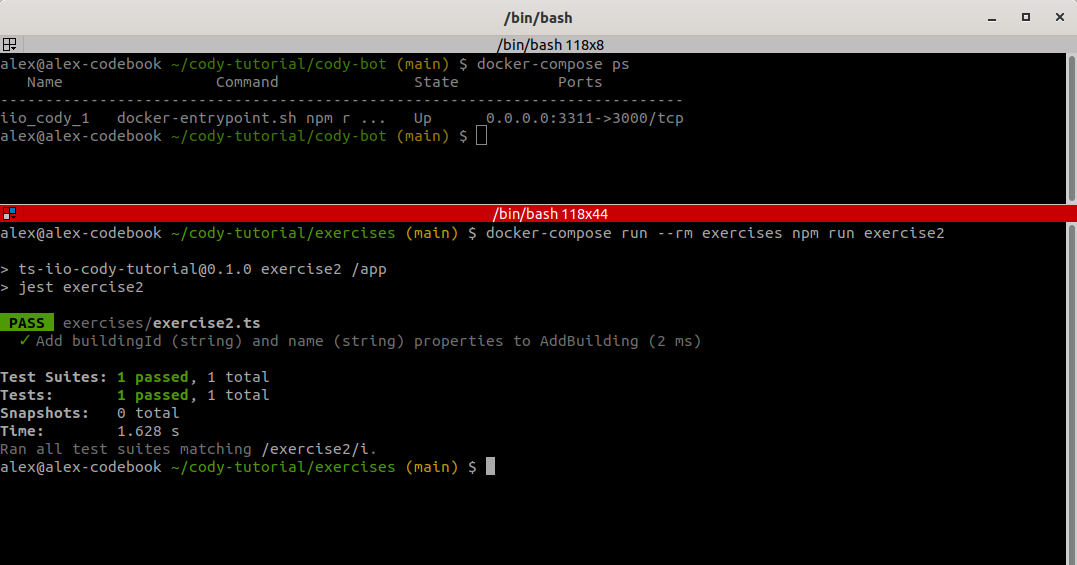 /bin/bash
/bin/bash 118x8
alex@alex-codebook ~/cody-tutorial/cody-bot (main) $ docker-compose ps
   Name                 Command               State           Ports
----------------------------------------------------------------------------
iio_cody_1   docker-entrypoint.sh npm r ...   Up      0.0.0.0:3311->3000/tcp
alex@alex-codebook ~/cody-tutorial/cody-bot (main) $
/bin/bash 118x44
alex@alex-codebook ~/cody-tutorial/exercises (main) $ docker-compose run --rm exercises npm run exercise2
> ts-iio-cody-tutorial@0.1.0 exercise2 /app
> jest exercise2
PASS exercises/exercise2.ts
✓ Add buildingId (string) and name (string) properties to AddBuilding (2 ms)
Test Suites: 1 passed, 1 total
Tests:       1 passed, 1 total
Snapshots:   0 total
Time:        1.628 s
Ran all test suites matching /exercise2/i.
alex@alex-codebook ~/cody-tutorial/exercises (main) $